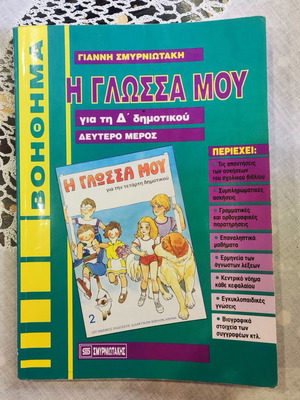 ΒΟΗΘΗΜΑ
ΓΙΑΝΝΗ ΣΜΥΡΝΙΩΤΑΚΗ
Η ΓΛΩΣΣΑ ΜΟΥ
για τη Δ΄ δημοτικού
ΔΕΥΤΕΡΟ ΜΕΡΟΣ
Η ΓΛΩΣΣΑ ΜΟΥ
για την τετάρτη δημοτικού
2
ΠΕΡΙΕΧΕΙ:
Τις απαντήσεις
των ασκήσεων
του σχολικού βιβλίου
Συμπληρωματικές
ασκήσεις
Γραμματικές
και ορθογραφικές
παρατηρήσεις
Επαναληπτικά
μαθήματα
Ερμηνεία των
άγνωστων λέξεων
Κεντρικό νόημα
κάθε κεφαλαίου
Εγκυκλοπαιδικές
γνώσεις
Βιογραφικά
στοιχεία των
συγγραφέων κτλ.
ΣΜΥΡΝΙΩΤΑΚΗΣ